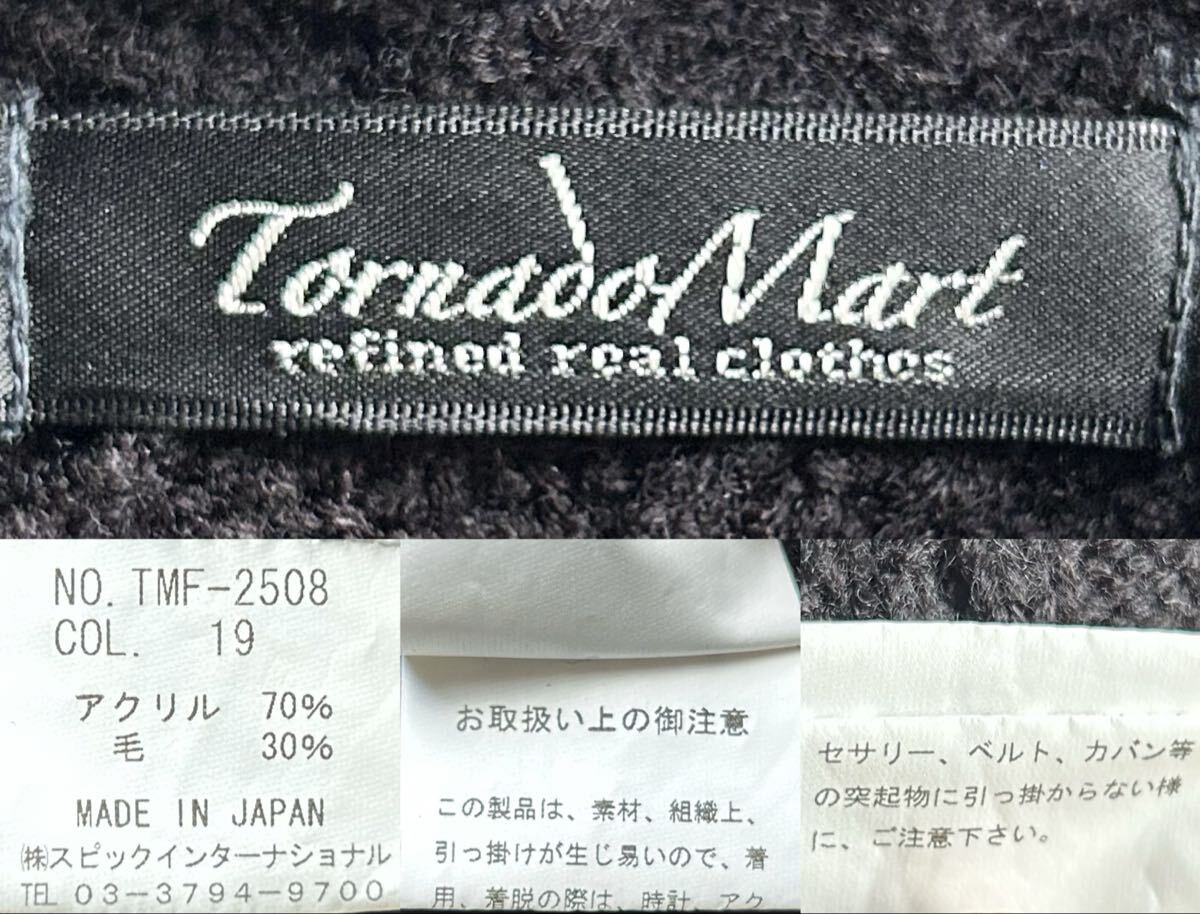 Tornado Mart
refined real clothes
NO. TMF-2508
COL. 19
アクリル 70%
毛 30%
MADE IN JAPAN
㈱スピックインターナショナル
TEL 03-3794-9700
お取扱い上の御注意
この製品は、素材、組織上、
引っ掛けが生じ易いので、着
用、着脱の際は、時計、アク
セサリー、ベルト、カバン等
の突起物に引っ掛からない様
に、ご注意下さい。